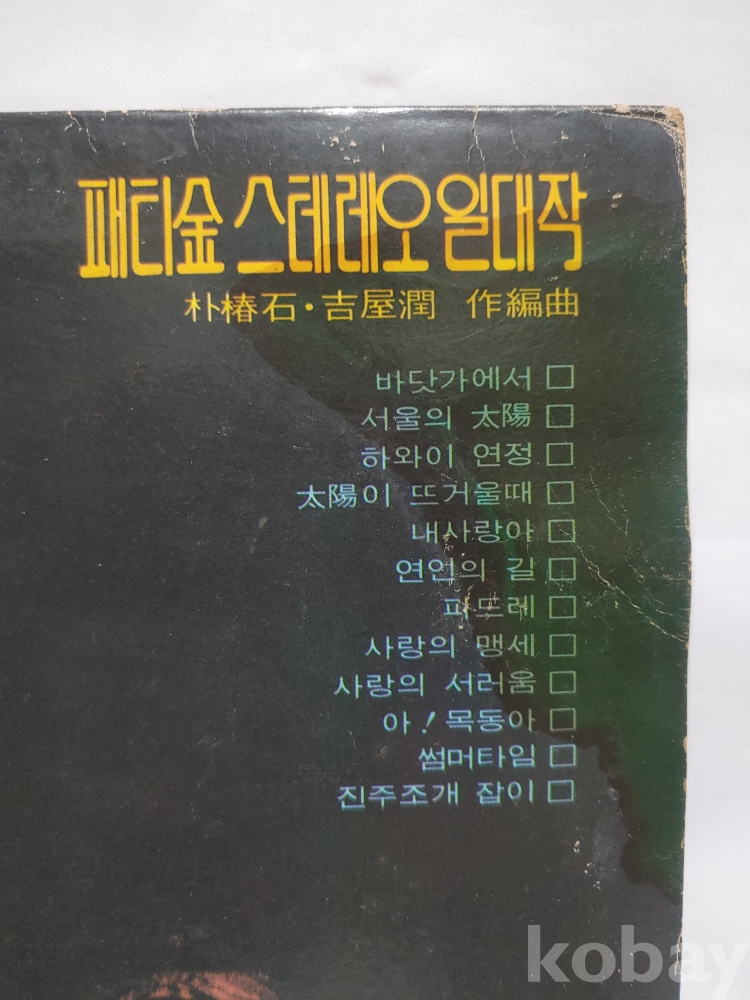 패티金 스테레오 일대작
朴椿石·吉屋潤 作編曲
바닷가에서 □
서울의 太陽 □
하와이 연정 □
太陽이 뜨거울때 □
내사랑아 □
연인의 길 □
파드레 □
사랑의 맹세 □
사랑의 서러움 □
아! 목동아 □
썸머타임 □
진주조개 잡이 □
kobay